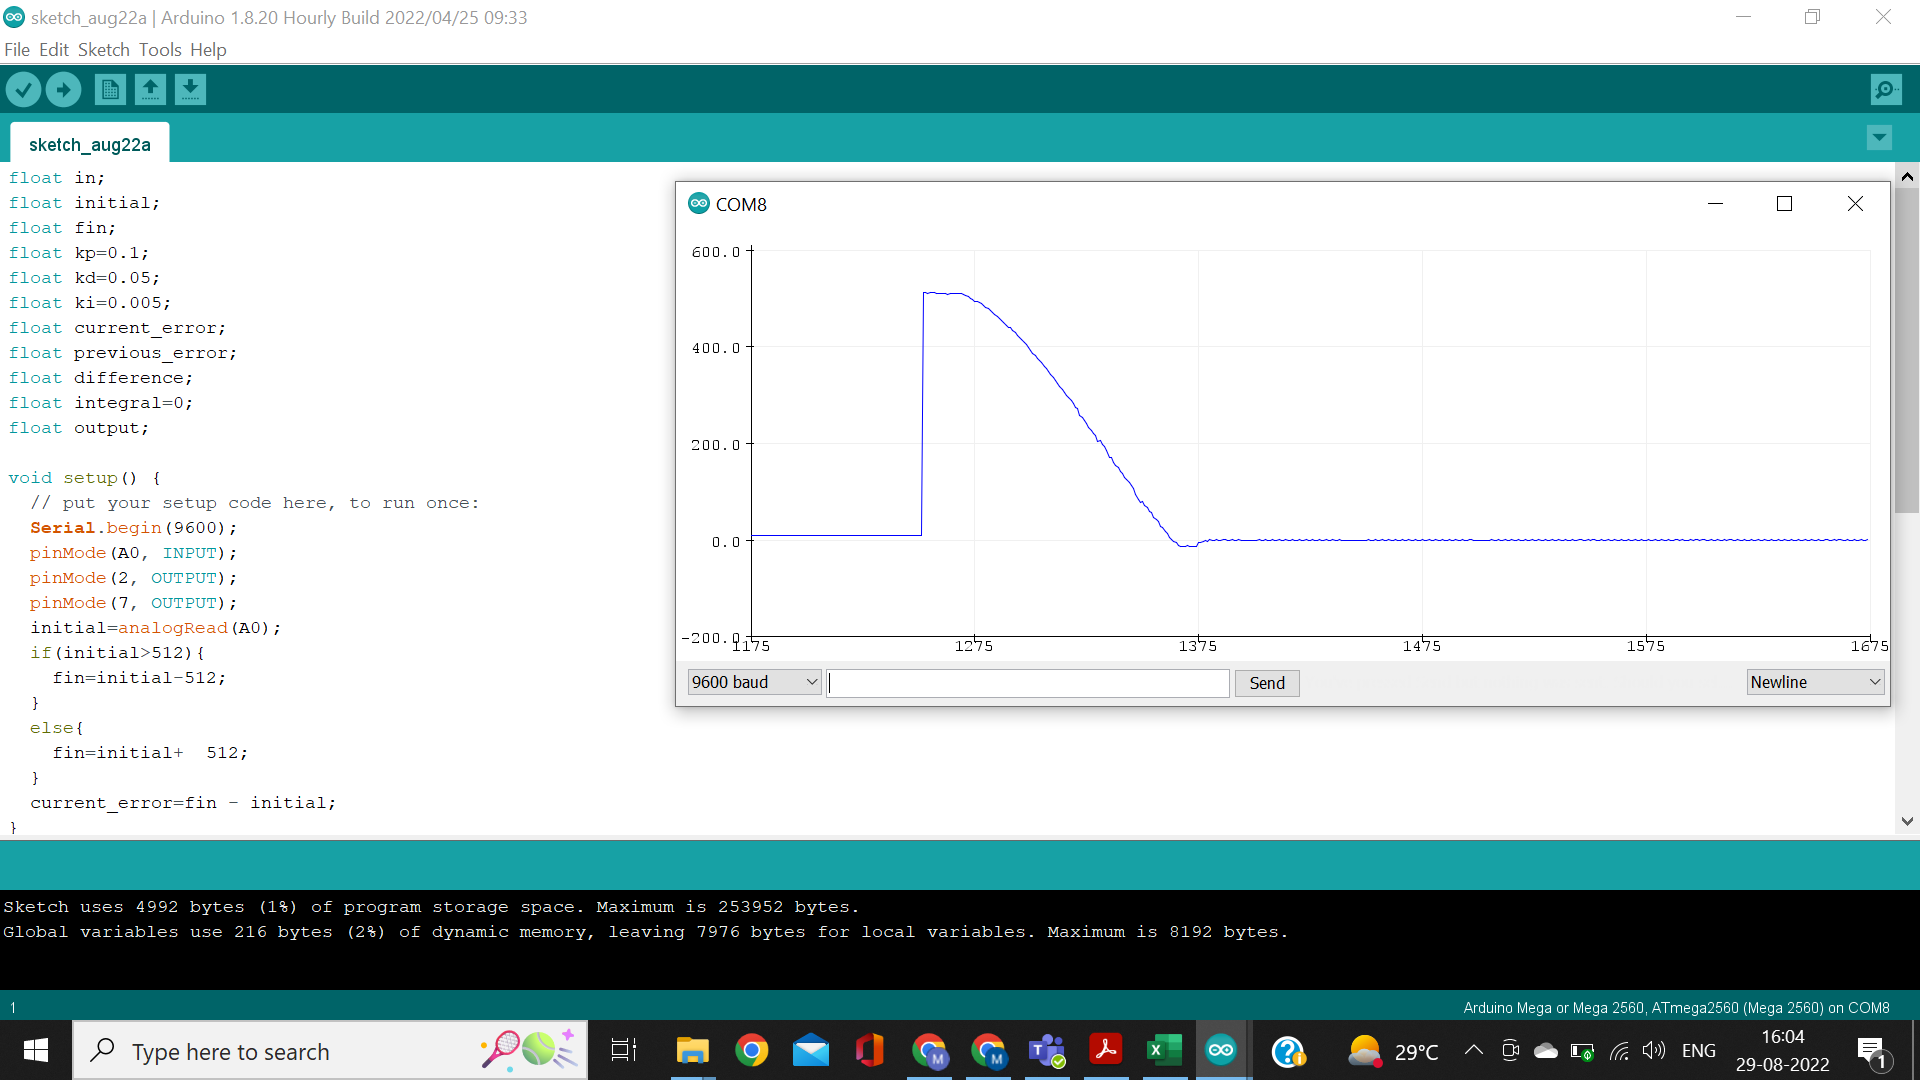 sketch_aug22a | Arduino 1.8.20 Hourly Build 2022/04/25 09:33
File Edit Sketch Tools Help
sketch_aug22a
float in;
float initial;
float fin;
float kp=0.1;
float kd=0.05;
float ki=0.005;
float current_error;
float previous_error;
float difference;
float integral=0;
float output;
void setup() {
// put your setup code here, to run once:
Serial.begin(9600);
pinMode(A0, INPUT);
pinMode(2, OUTPUT);
pinMode(7, OUTPUT);
initial=analogRead(A0);
if(initial>512){
fin=initial-512;
}
else{
fin=initial+  512;
}
current_error=fin - initial;
}
COM8
600.0
400.0
200.0
0.0
-200.0
1175 1275 1375 1475 1575 1675
9600 baud Send Newline
Sketch uses 4992 bytes (1%) of program storage space. Maximum is 253952 bytes.
Global variables use 216 bytes (2%) of dynamic memory, leaving 7976 bytes for local variables. Maximum is 8192 bytes.
1 Arduino Mega or Mega 2560, ATmega2560 (Mega 2560) on COM8
Type here to search 29°C ENG 16:04
29-08-2022 1